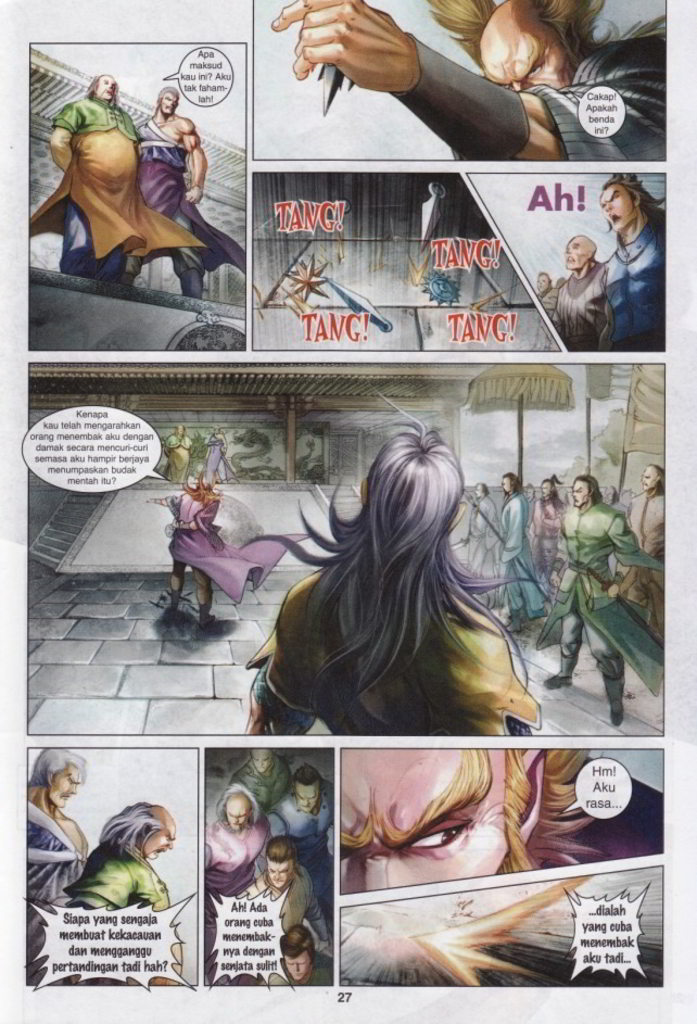 Apa
maksud
kau ini? Aku
tak faham-
lah!
Cakap!
Apakah
benda
ini?
TANG!
TANG!
TANG!
TANG!
Ah!
Kenapa
kau telah mengarahkan
orang menembak aku dengan
damak secara mencuri-curi
semasa aku hampir berjaya
menumpaskan budak
mentah itu?
Siapa yang sengaja
membuat kekacauan
dan mengganggu
pertandingan tadi hah?
Ah! Ada
orang cuba
menembak-
nya dengan
senjata sulit!
Hm!
Aku
rasa...
...dialah
yang cuba
menembak
aku tadi...
27